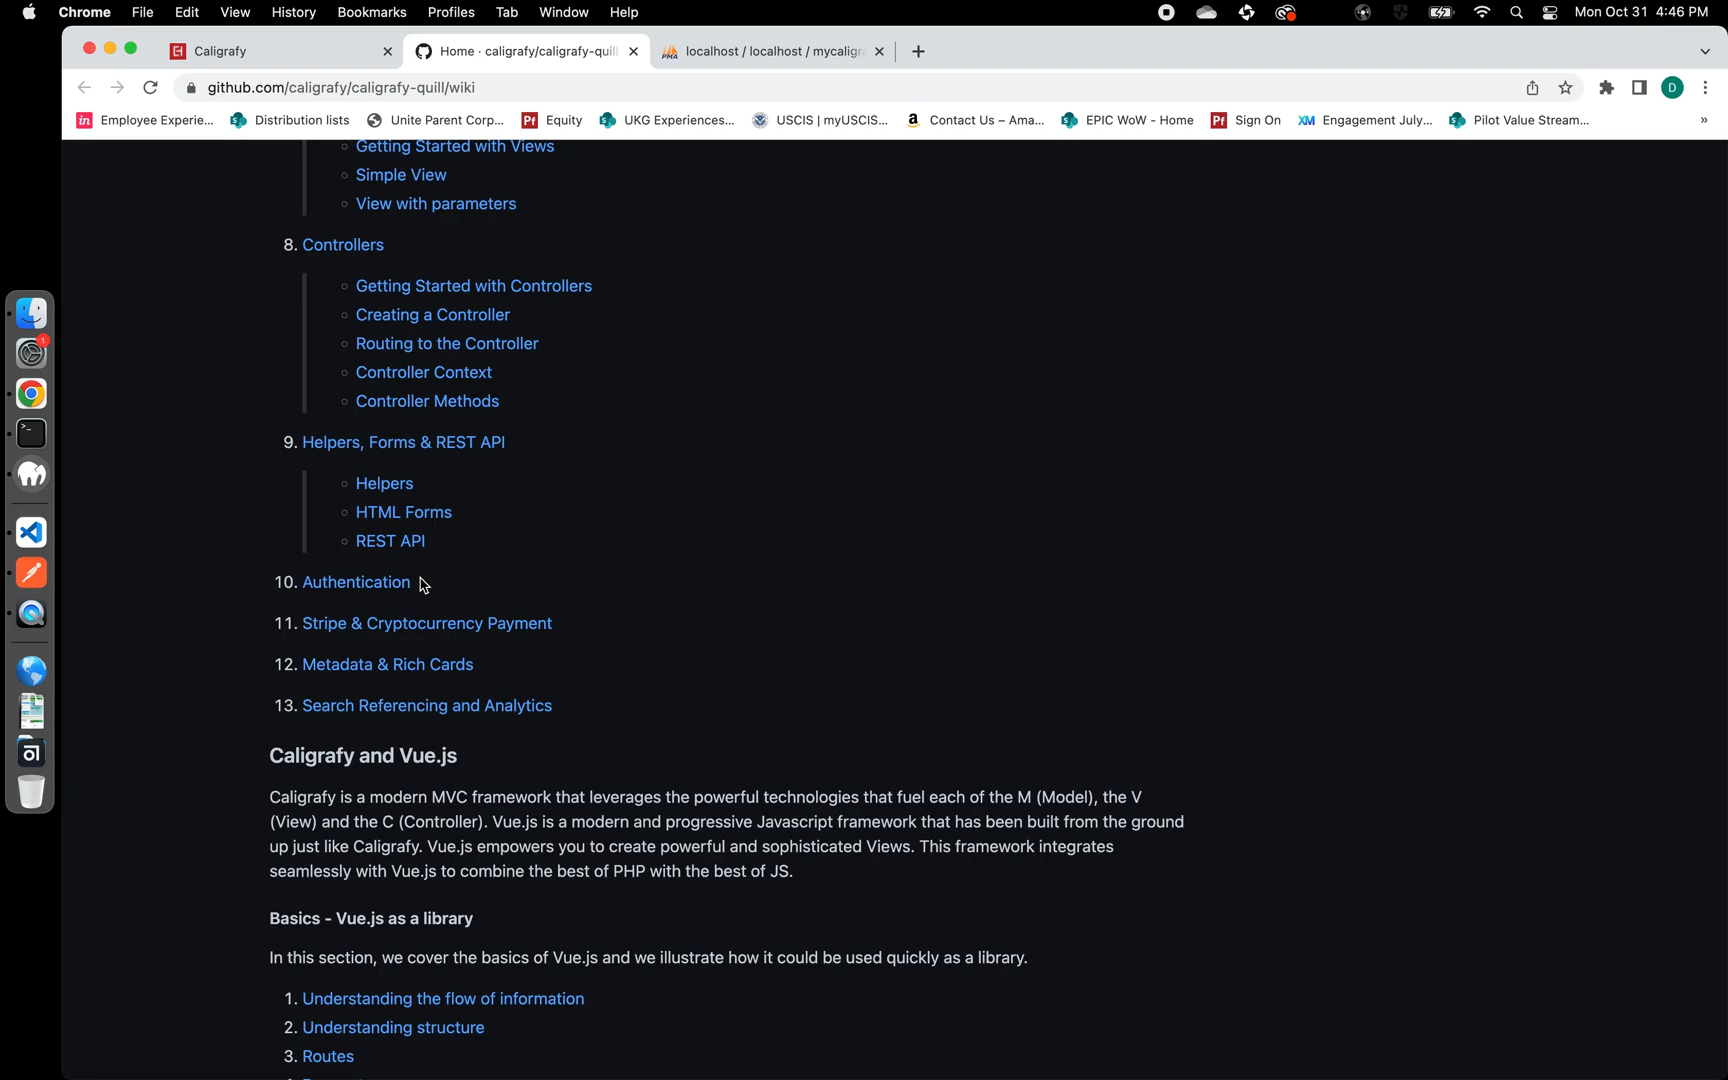 Chrome File Edit View History Bookmarks Profiles Tab Window Help
Mon Oct 31 4:46 PM
Caligrafy
Home · caligrafy/caligrafy-quill
localhost / localhost / mycaligra
github.com/caligrafy/caligrafy-quill/wiki
D
Employee Experie...
Distribution lists
Unite Parent Corp...
Equity
UKG Experiences...
USCIS | myUSCIS...
Contact Us – Ama...
EPIC WoW - Home
Sign On
Engagement July...
Pilot Value Stream...
»
1
Getting Started with Views
Simple View
View with parameters
8. Controllers
Getting Started with Controllers
Creating a Controller
Routing to the Controller
Controller Context
Controller Methods
9. Helpers, Forms & REST API
Helpers
HTML Forms
REST API
10. Authentication
11. Stripe & Cryptocurrency Payment
12. Metadata & Rich Cards
13. Search Referencing and Analytics
Caligrafy and Vue.js
Caligrafy is a modern MVC framework that leverages the powerful technologies that fuel each of the M (Model), the V
(View) and the C (Controller). Vue.js is a modern and progressive Javascript framework that has been built from the ground
up just like Caligrafy. Vue.js empowers you to create powerful and sophisticated Views. This framework integrates
seamlessly with Vue.js to combine the best of PHP with the best of JS.
Basics - Vue.js as a library
In this section, we cover the basics of Vue.js and we illustrate how it could be used quickly as a library.
1. Understanding the flow of information
2. Understanding structure
3. Routes